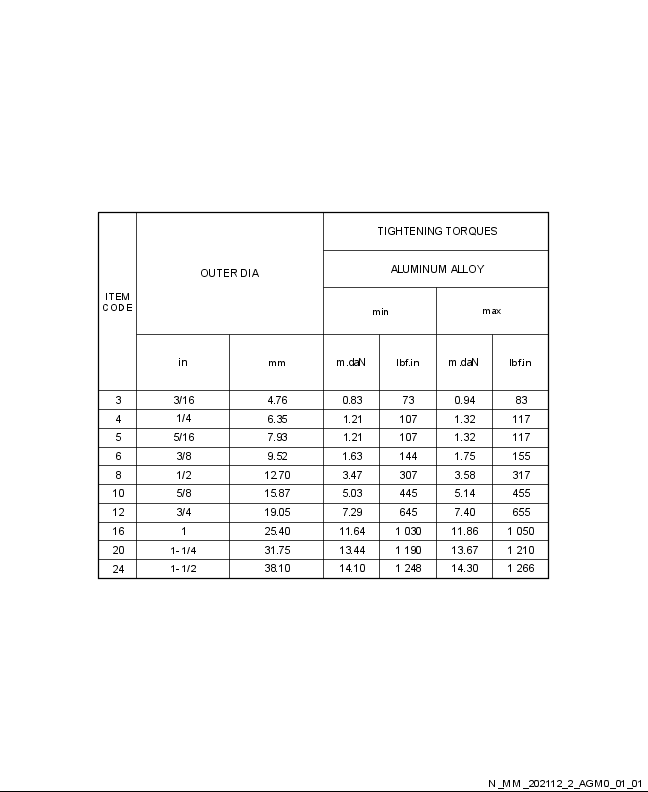 TIGHTENING TORQUES
OUTER DIA
ALUMINUM ALLOY
ITEM
CODE
min max
in mm m.daN lbf.in m.daN lbf.in
3 3/16 4.76 0.83 73 0.94 83
4 1/4 6.35 1.21 107 1.32 117
5 5/16 7.93 1.21 107 1.32 117
6 3/8 9.52 1.63 144 1.75 155
8 1/2 12.70 3.47 307 3.58 317
10 5/8 15.87 5.03 445 5.14 455
12 3/4 19.05 7.29 645 7.40 655
16 1 25.40 11.64 1 030 11.86 1 050
20 1-1/4 31.75 13.44 1 190 13.67 1 210
24 1-1/2 38.10 14.10 1 248 14.30 1 266
N_MM_202112_2_AGM0_01_01